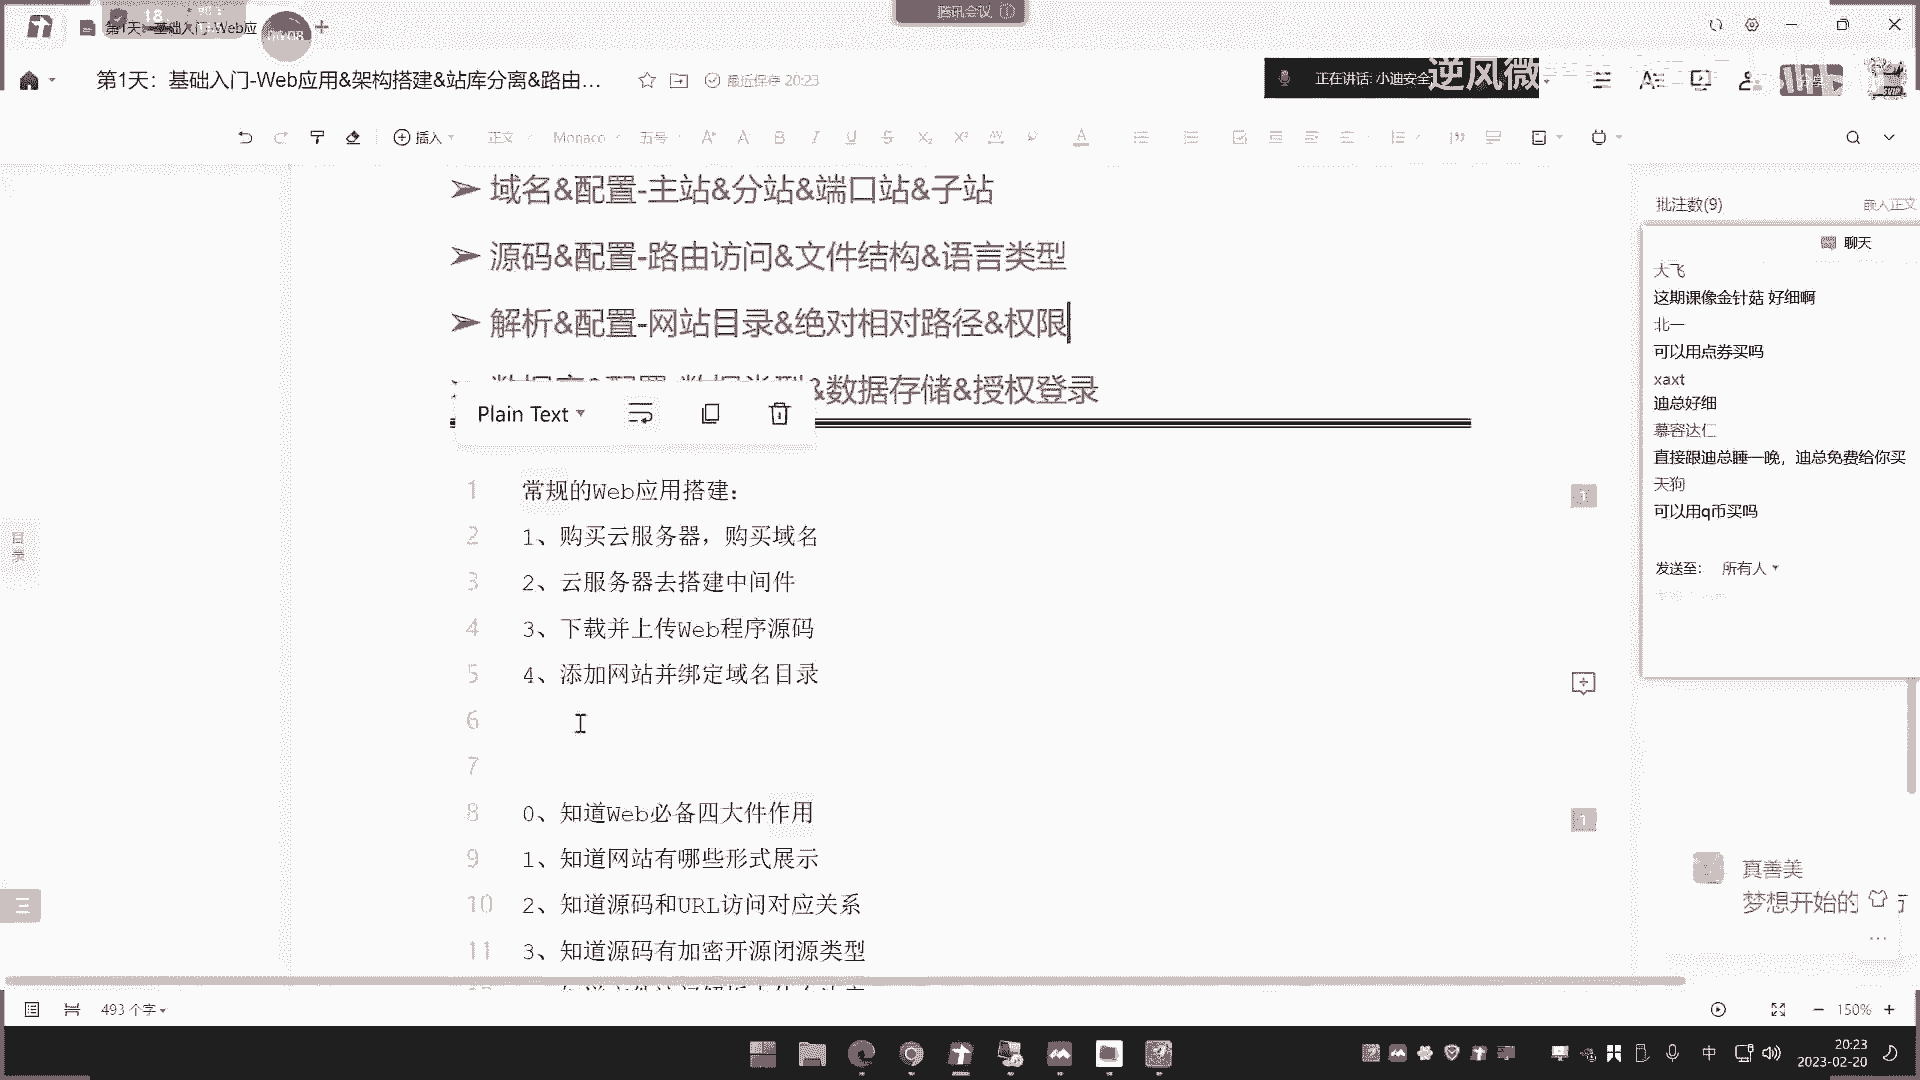 腾讯会议
第1天：基础入门-Web应用&架构搭建&站库分离&路由...
最近保存 20:23
正在讲话: 小迪安全
逆风微
插入
正文
Monaco
五号
➢ 域名&配置-主站&分站&端口站&子站
➢ 源码&配置-路由访问&文件结构&语言类型
➢ 解析&配置-网站目录&绝对相对路径&权限
&数据存储&授权登录
Plain Text
1 常规的Web应用搭建：
2 1、购买云服务器，购买域名
3 2、云服务器去搭建中间件
4 3、下载并上传Web程序源码
5 4、添加网站并绑定域名目录
6
7
8 0、知道Web必备四大件作用
9 1、知道网站有哪些形式展示
10 2、知道源码和URL访问对应关系
11 3、知道源码有加密开源闭源类型
目录
批注数(9)
嵌入正文
聊天
大飞
这期课像金针菇 好细啊
北一
可以用点券买吗
xaxt
迪总好细
慕容达仁
直接跟迪总睡一晚，迪总免费给你买
天狗
可以用q币买吗
发送至： 所有人
1
1
真善美
梦想开始的
493 个字
150%
中
20:23
2023-02-20